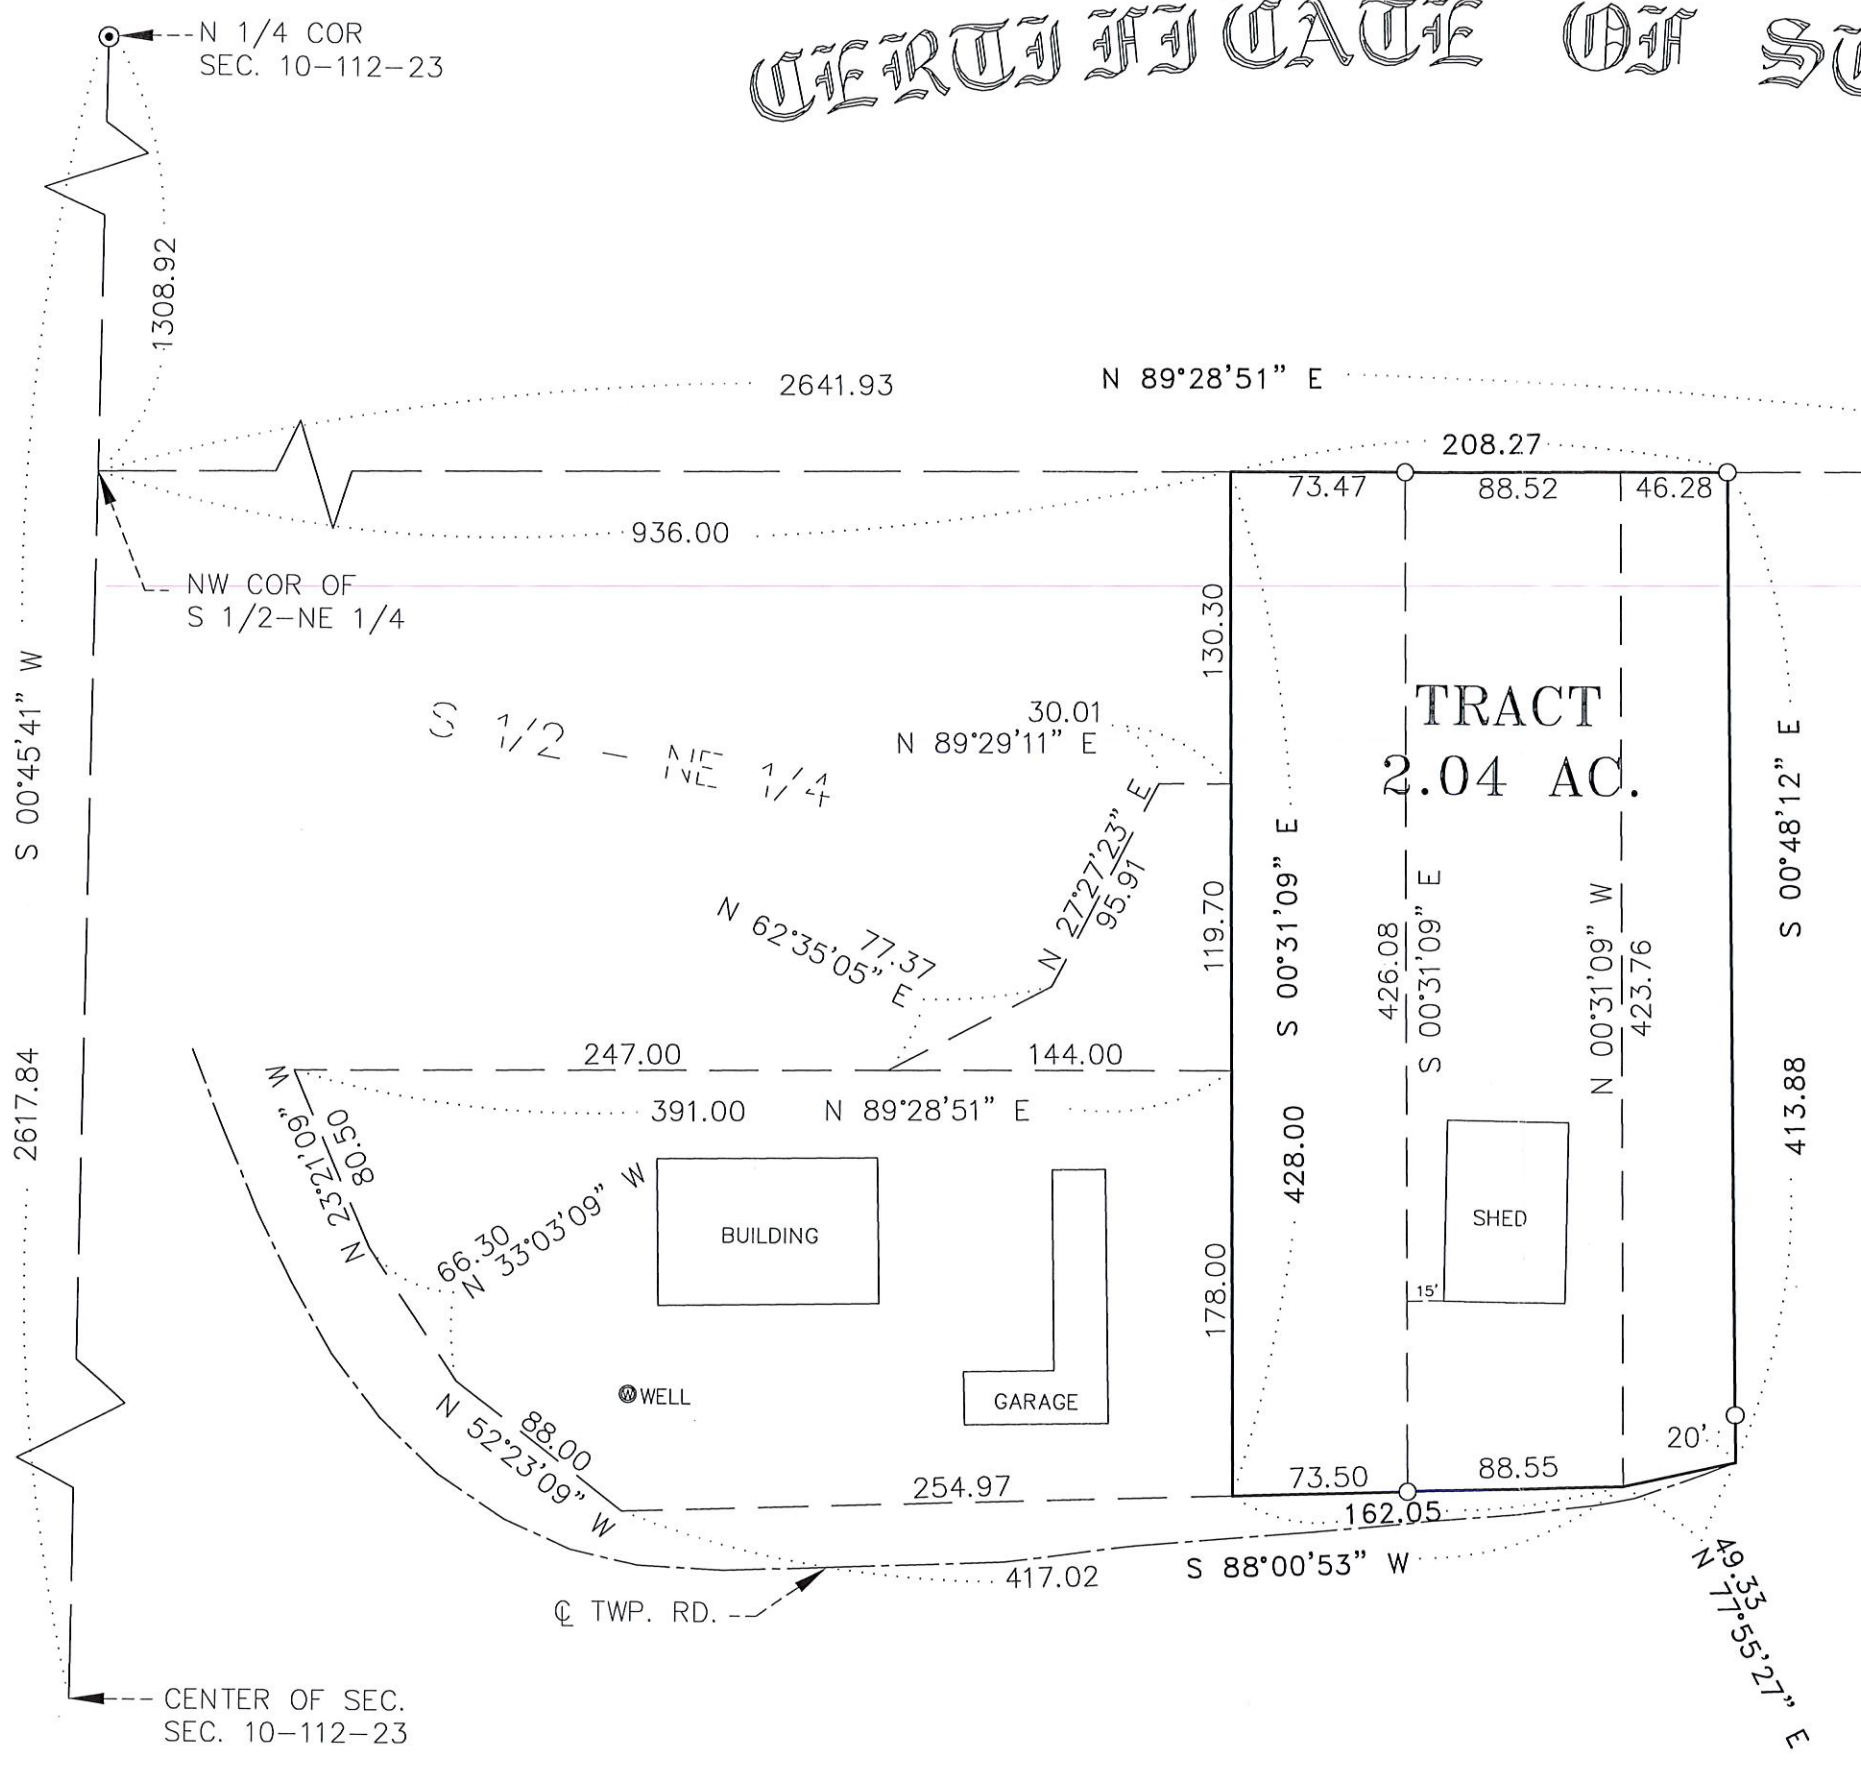 CERTIFICATE OF
N 1/4 COR
SEC. 10-112-23
1308.92
2641.93 N 89°28'51" E
208.27
73.47 88.52 46.28
936.00
NW COR OF
S 1/2-NE 1/4
S 00°45'41" W
2617.84
S 1/2 - NE 1/4
130.30
30.01
N 89°29'11" E
TRACT
2.04 AC.
N 27°27'23" E
95.91
77.37
N 62°35'05" E
119.70
S 00°31'09" E
428.00
426.08
S 00°31'09" E
N 00°31'09" W
423.76
S 00°48'12" E
413.88
247.00 144.00
391.00 N 89°28'51" E
N 23°21'09" W
80.50
66.30
N 33°03'09" W
BUILDING
SHED
15'
178.00
WELL
W
GARAGE
88.00
N 52°23'09" W
254.97
73.50 88.55
20'
162.05
S 88°00'53" W
417.02
49.33
N 77°55'27" E
℄ TWP. RD.
CENTER OF SEC.
SEC. 10-112-23